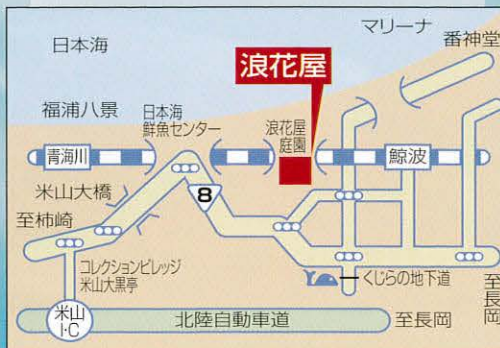 マリーナ
番神堂
日本海
浪花屋
福浦八景
日本海
鮮魚センター
浪花屋
庭園
青海川
鯨波
米山大橋
8
至柿崎
コレクションビレッジ
米山大黒亭
くじらの地下道
至長岡
米山
I・C
北陸自動車道
至長岡